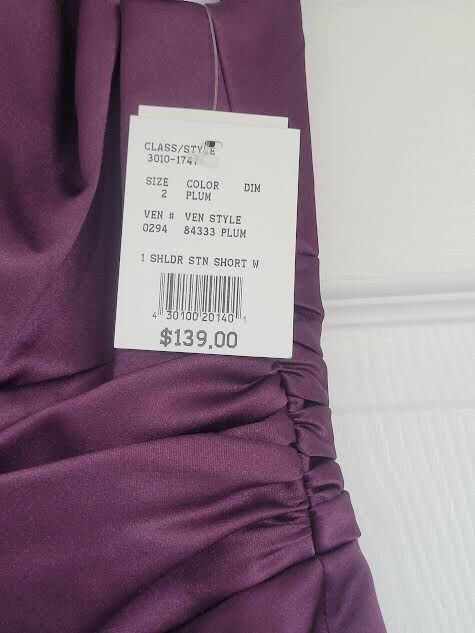 CLASS/STYLE
3010-1747
SIZE COLOR DIM
2 PLUM
VEN # VEN STYLE
0294 84333 PLUM
1 SHLDR STN SHORT W
4 30100 20140 1
$139.00